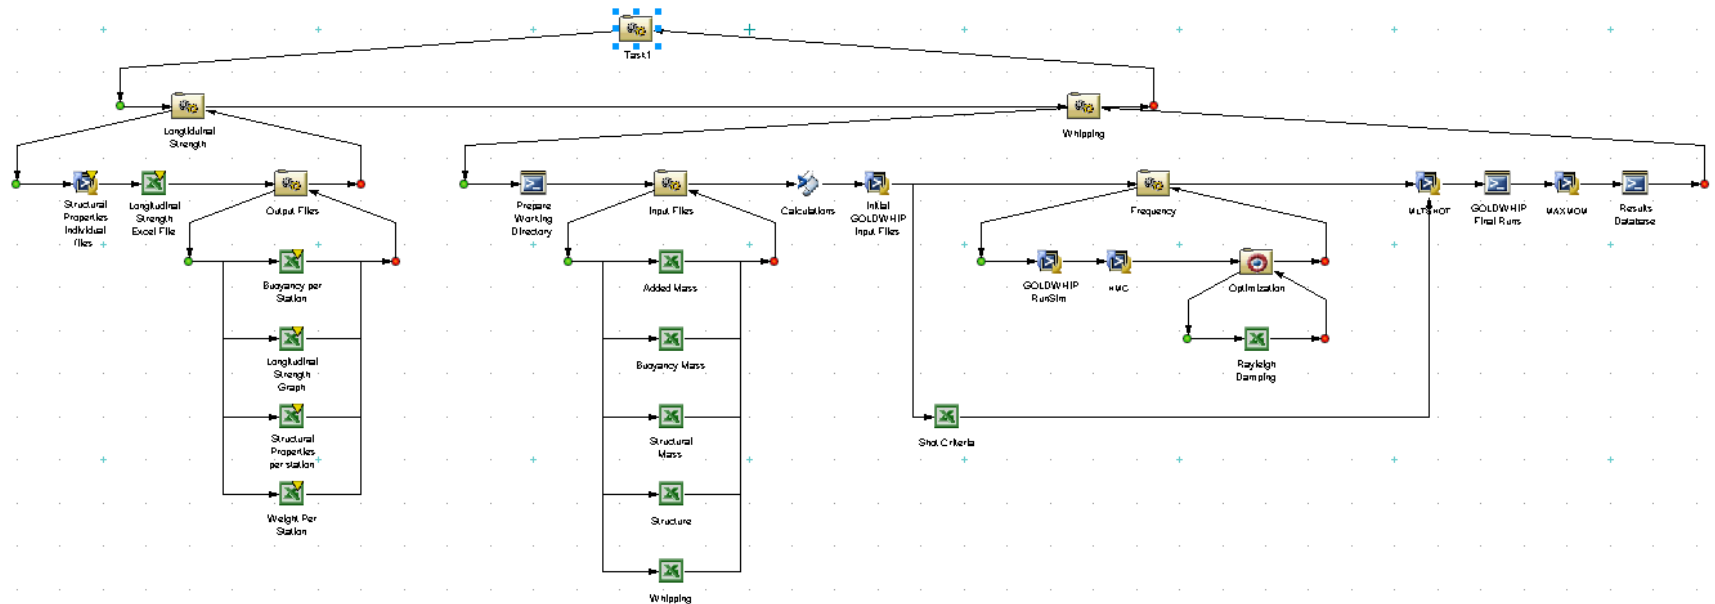 Task1
Longtiduinal
Strength
Whipping
Structural
Properties
Individual
files
Longitudinal
Strength
Excel File
Output Files
Prepare
Working
Directory
Input Files
Calculations
Initial
GOLDWHIP
Input Files
Frequency
MLTSHOT
GOLDWHIP
Final Runs
MAXMOM
Results
Database
Buoyancy per
Station
Added Mass
GOLDWHIP
RunSim
Optimization
Longitudinal
Strength
Graph
Buoyancy Mass
Rayleigh
Damping
Structural
Properties
per station
Structural
Mass
Shot Criteria
Weight Per
Station
Structure
Whipping